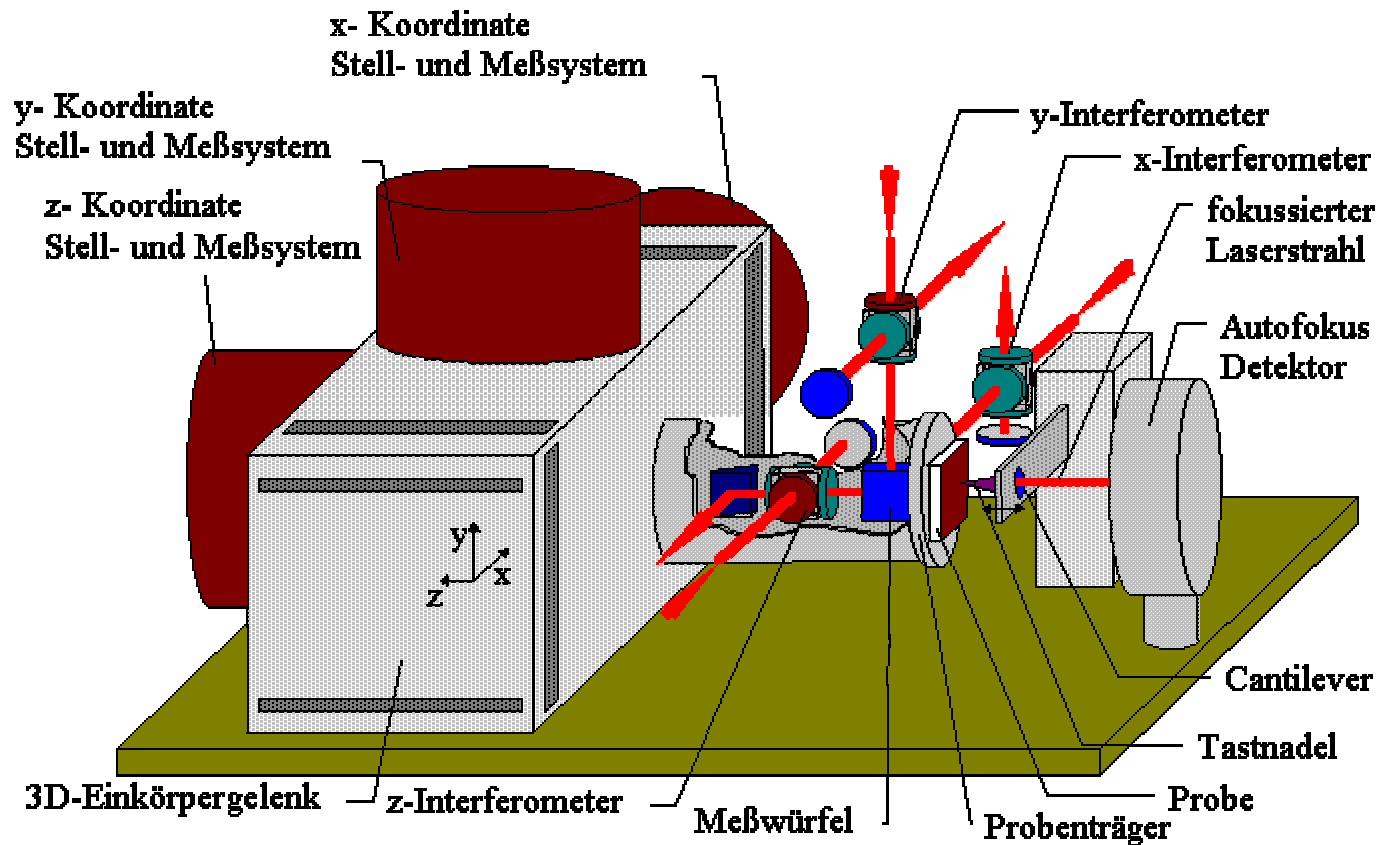 x- Koordinate
Stell- und Meßsystem
y- Koordinate
Stell- und Meßsystem
z- Koordinate
Stell- und Meßsystem
y-Interferometer
x-Interferometer
fokussierter
Laserstrahl
Autofokus
Detektor
y
x
z
Cantilever
Tastnadel
Probe
Probenträger
Meßwürfel
z-Interferometer
3D-Einkörpergelenk